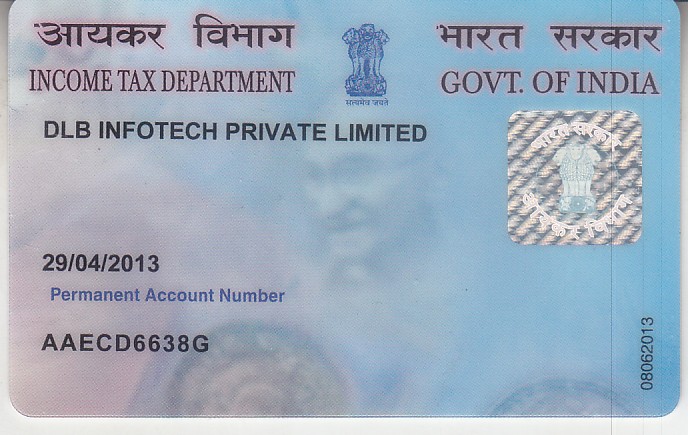 आयकर विभाग
INCOME TAX DEPARTMENT
सत्यमेव जयते
भारत सरकार
GOVT. OF INDIA
DLB INFOTECH PRIVATE LIMITED
भारत सरकार
आयकर विभाग
29/04/2013
Permanent Account Number
AAECD6638G
08062013